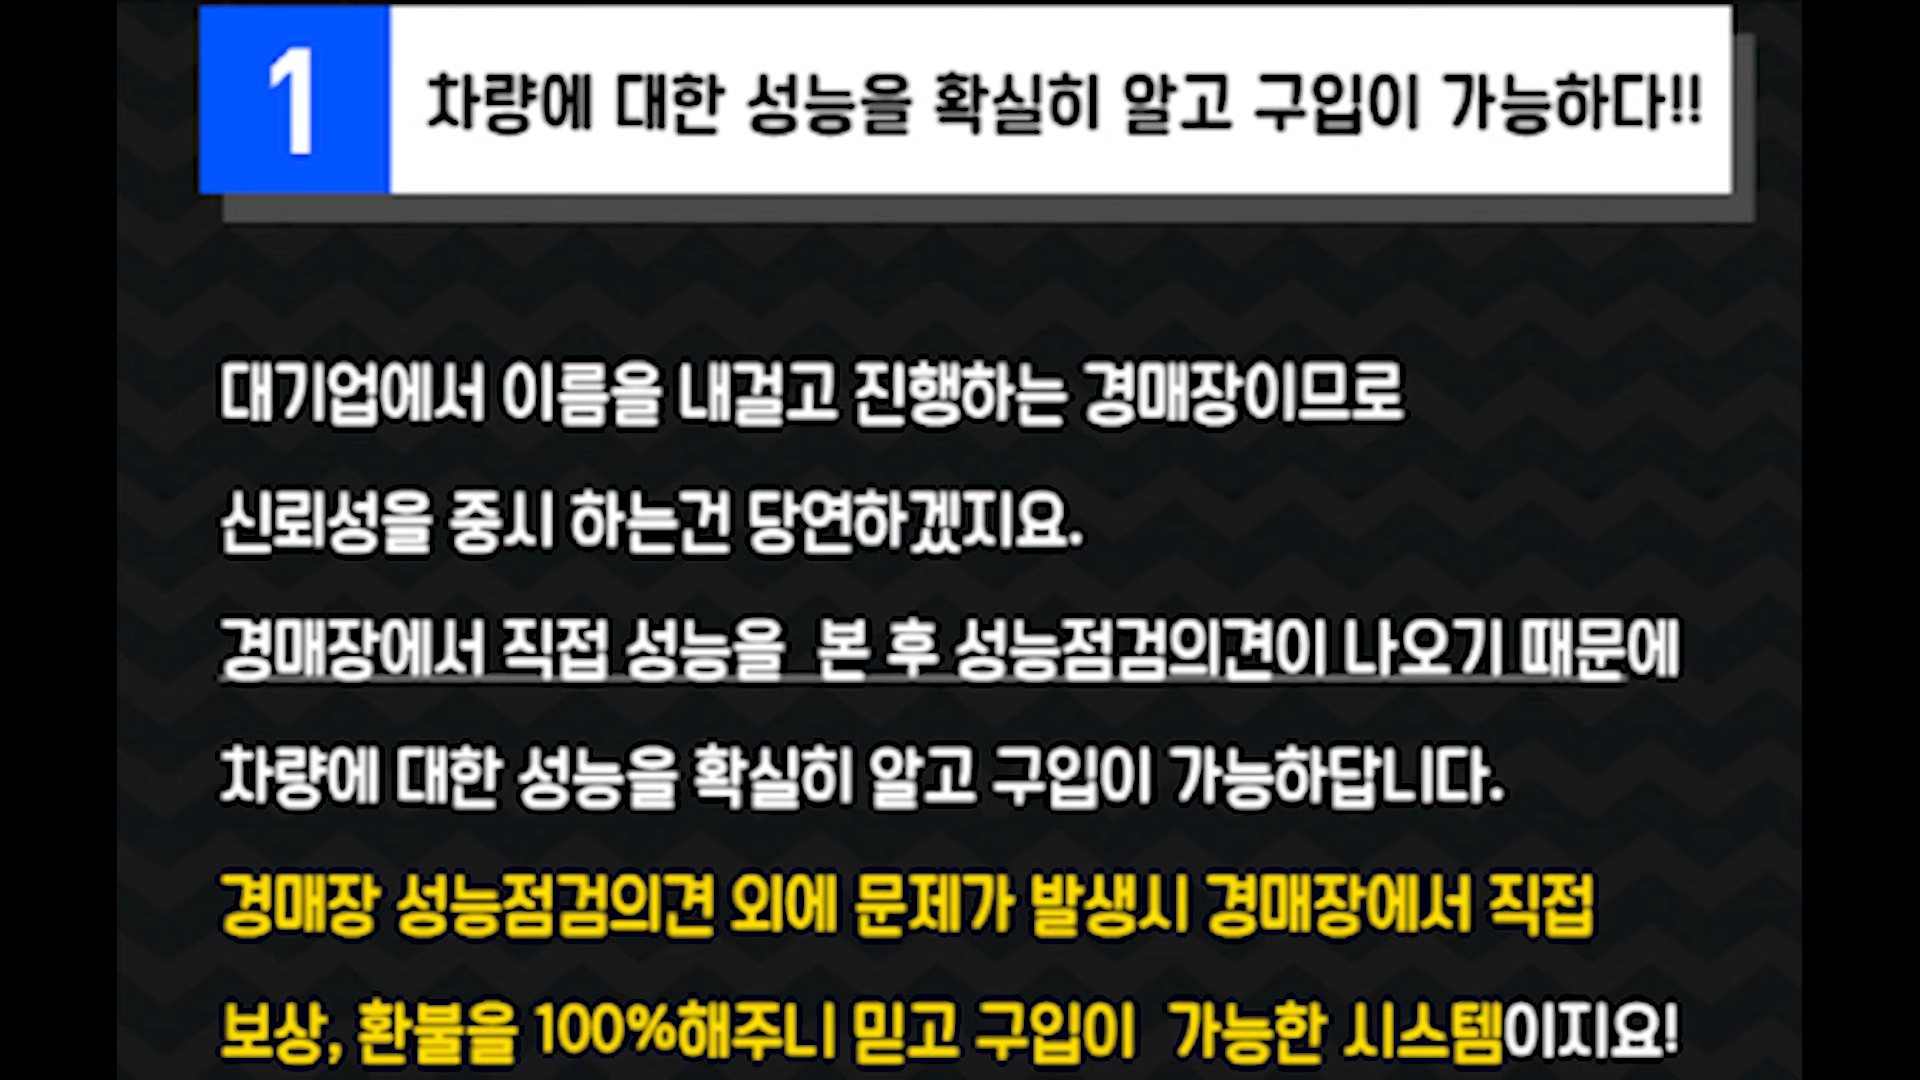 1
차량에 대한 성능을 확실히 알고 구입이 가능하다!!
대기업에서 이름을 내걸고 진행하는 경매장이므로
신뢰성을 중시 하는건 당연하겠지요.
경매장에서 직접 성능을 본 후 성능점검의견이 나오기 때문에
차량에 대한 성능을 확실히 알고 구입이 가능하답니다.
경매장 성능점검의견 외에 문제가 발생시 경매장에서 직접
보상, 환불을 100%해주니 믿고 구입이 가능한 시스템이지요!